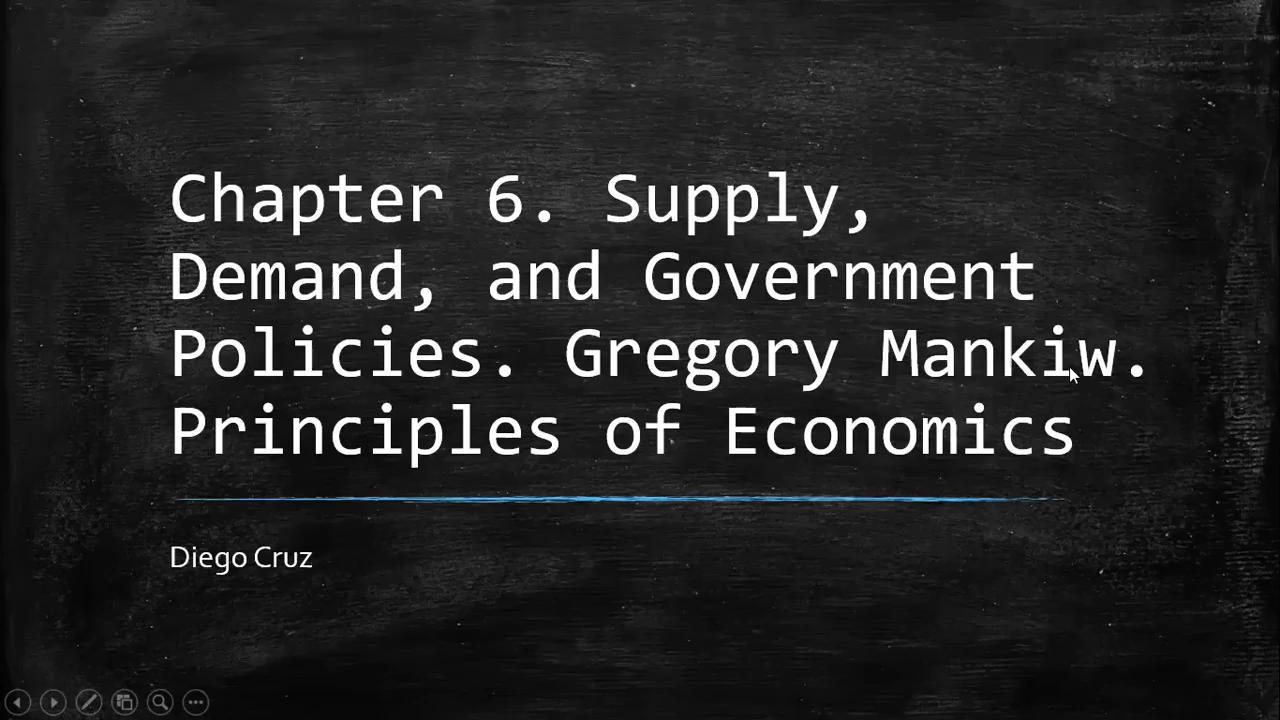 Chapter 6. Supply,
Demand, and Government
Policies. Gregory Mankiw.
Principles of Economics
Diego Cruz